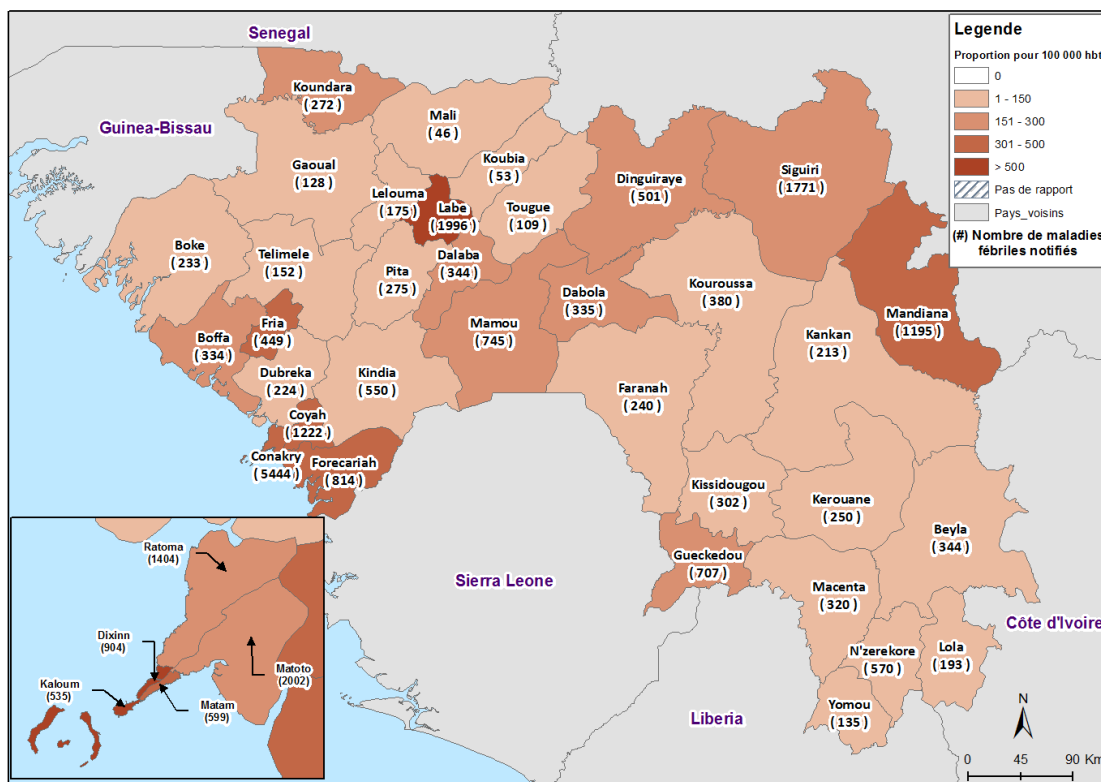 Senegal
Guinea-Bissau
Koundara
( 272 )
Mali
( 46 )
Koubia
( 53 )
Gaoual
( 128 )
Lelouma
( 175 )
Labe
( 1996 )
Tougue
( 109 )
Dinguiraye
( 501 )
Siguiri
( 1771 )
Boke
( 233 )
Telimele
( 152 )
Pita
( 275 )
Dalaba
( 344 )
Dabola
( 335 )
Kouroussa
( 380 )
Mandiana
( 1195 )
Boffa
( 334 )
Fria
( 449 )
Mamou
( 745 )
Kankan
( 213 )
Dubreka
( 224 )
Kindia
( 550 )
Faranah
( 240 )
Coyah
( 1222 )
Conakry
( 5444 )
Forecariah
( 814 )
Kissidougou
( 302 )
Kerouane
( 250 )
Beyla
( 344 )
Gueckedou
( 707 )
Macenta
( 320 )
N'zerekore
( 570 )
Lola
( 193 )
Yomou
( 135 )
Sierra Leone
Liberia
Côte d'Ivoire
Legende
Proportion pour 100 000 hbt
0
1 - 150
151 - 300
301 - 500
> 500
Pas de rapport
Pays_voisins
(#) Nombre de maladies
fébriles notifiés
Ratoma
(1404)
Dixinn
(904)
Kaloum
(535)
Matam
(599)
Matoto
(2002)
N
0 45 90 Km